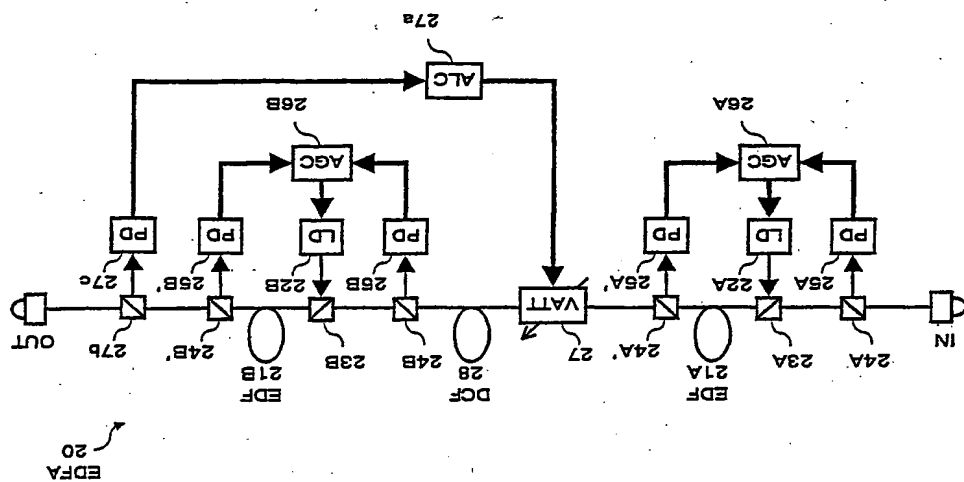 EDFA
20
EDF
21A
DCF
28
EDF
21B
IN
24A
23A
24A'
27
24B
23B
24B'
27b
OUT
VATT
25A
22A
25A'
25B
22B
25B'
27c
PD
LD
PD
PD
LD
PD
PD
AGC
26A
AGC
26B
ALC
27a